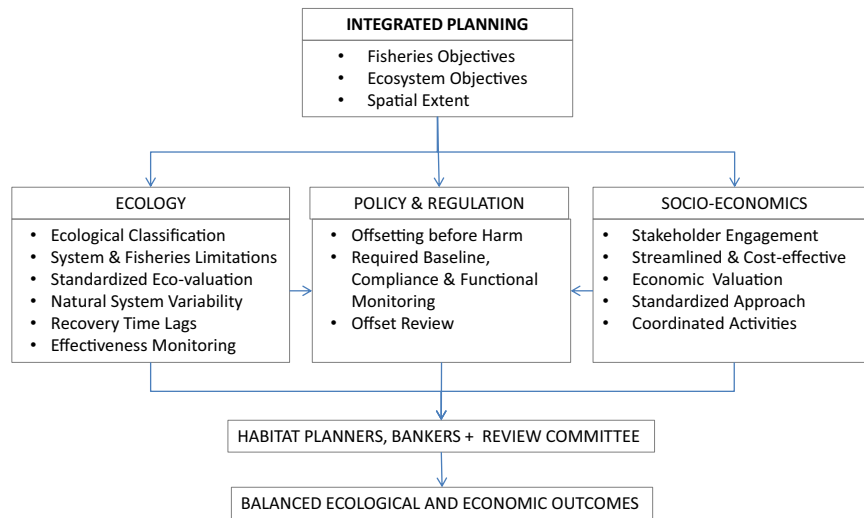 INTEGRATED PLANNING
• Fisheries Objectives
• Ecosystem Objectives
• Spatial Extent
ECOLOGY
• Ecological Classification
• System & Fisheries Limitations
• Standardized Eco-valuation
• Natural System Variability
• Recovery Time Lags
• Effectiveness Monitoring
POLICY & REGULATION
• Offsetting before Harm
• Required Baseline,
Compliance & Functional
Monitoring
• Offset Review
SOCIO-ECONOMICS
• Stakeholder Engagement
• Streamlined & Cost-effective
• Economic Valuation
• Standardized Approach
• Coordinated Activities
HABITAT PLANNERS, BANKERS + REVIEW COMMITTEE
BALANCED ECOLOGICAL AND ECONOMIC OUTCOMES